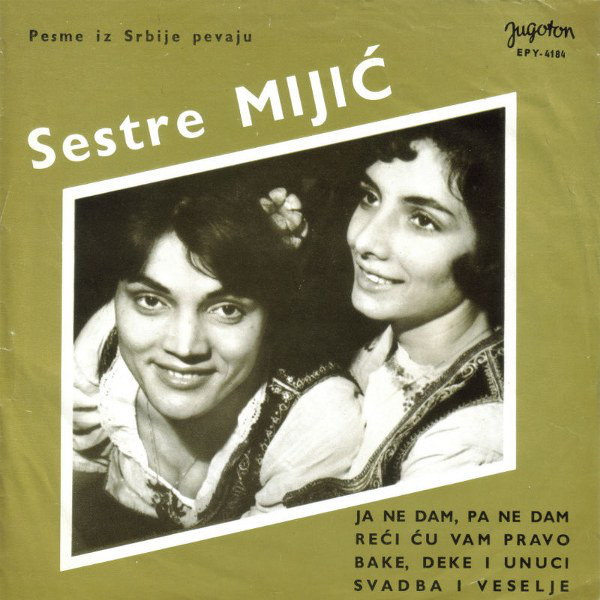 Pesme iz Srbije pevaju
Jugoton
EPY-4184
Sestre MIJIĆ
JA NE DAM, PA NE DAM
REĆI ĆU VAM PRAVO
BAKE, DEKE I UNUCI
SVADBA I VESELJE